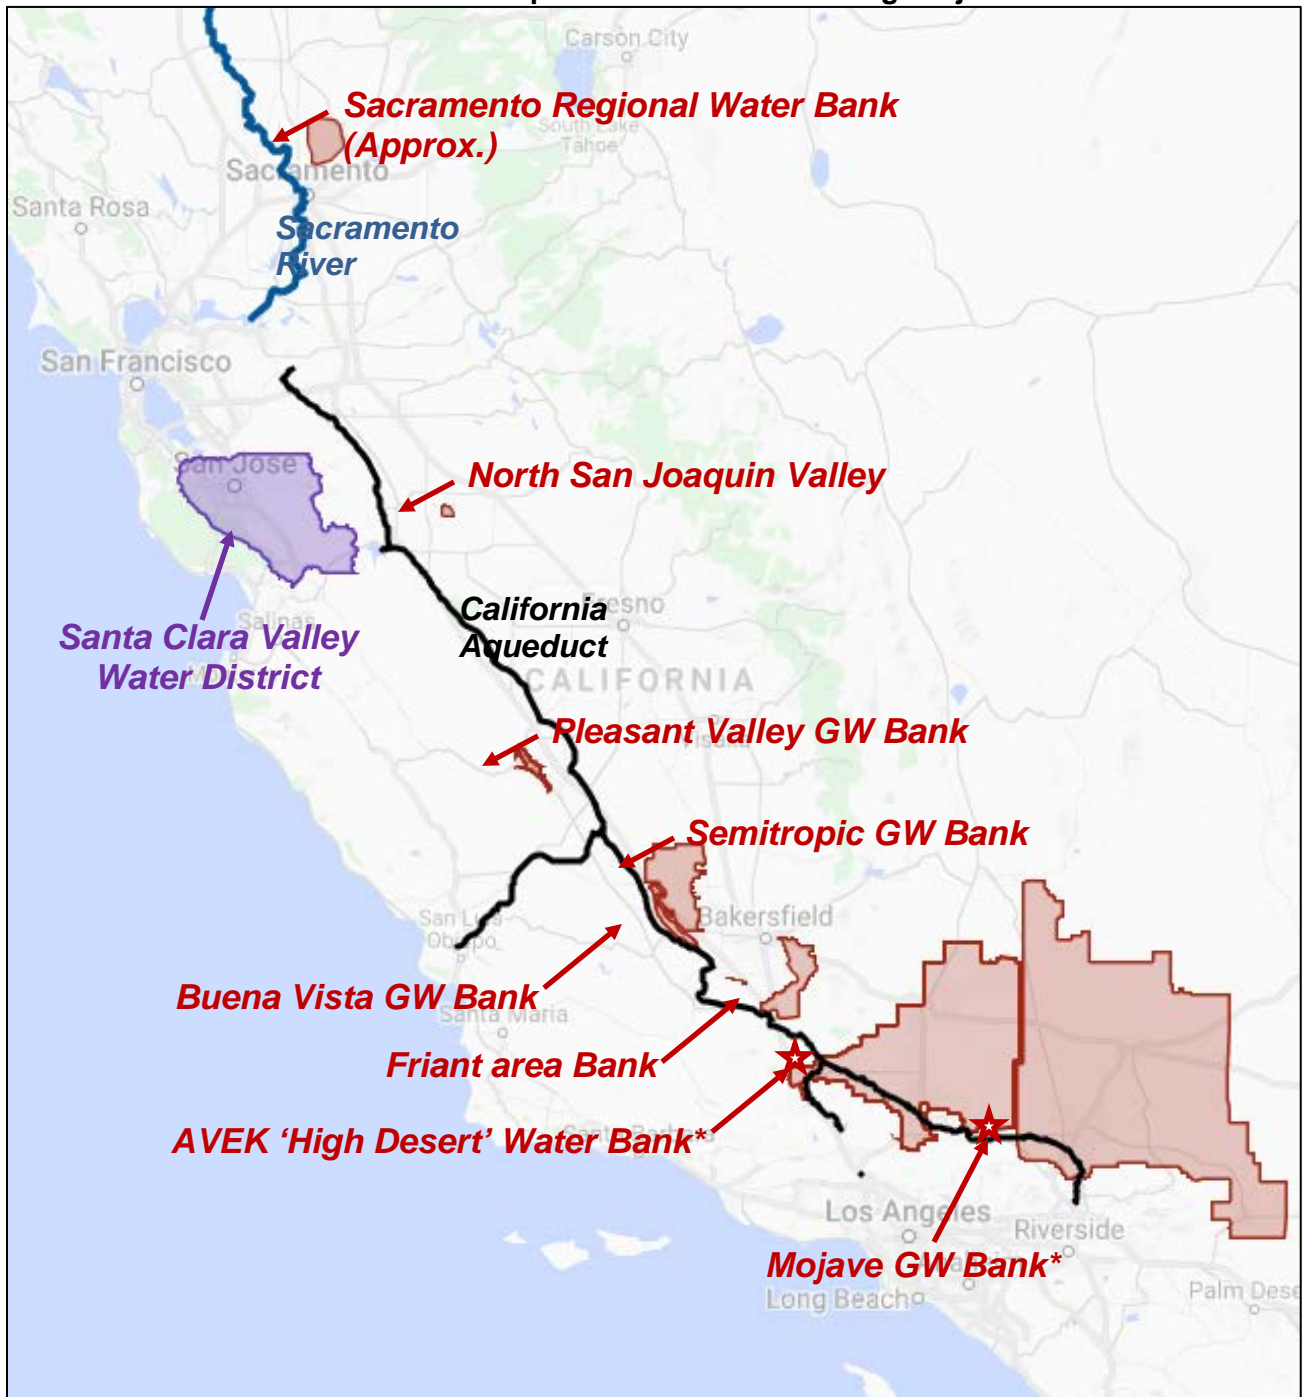 Carson City
Sacramento Regional Water Bank
(Approx.)
South Lake
Tahoe
Sacramento
Santa Rosa
Sacramento
River
San Francisco
North San Joaquin Valley
San Jose
California
Aqueduct
Fresno
Salinas
Santa Clara Valley
Water District
CALIFORNIA
Pleasant Valley GW Bank
Visalia
Semitropic GW Bank
Bakersfield
San Luis
Obispo
Buena Vista GW Bank
Santa Maria
Friant area Bank
AVEK ‘High Desert’ Water Bank*
Santa Barbara
Los Angeles
Riverside
Mojave GW Bank*
Anaheim
Long Beach
Palm Dese